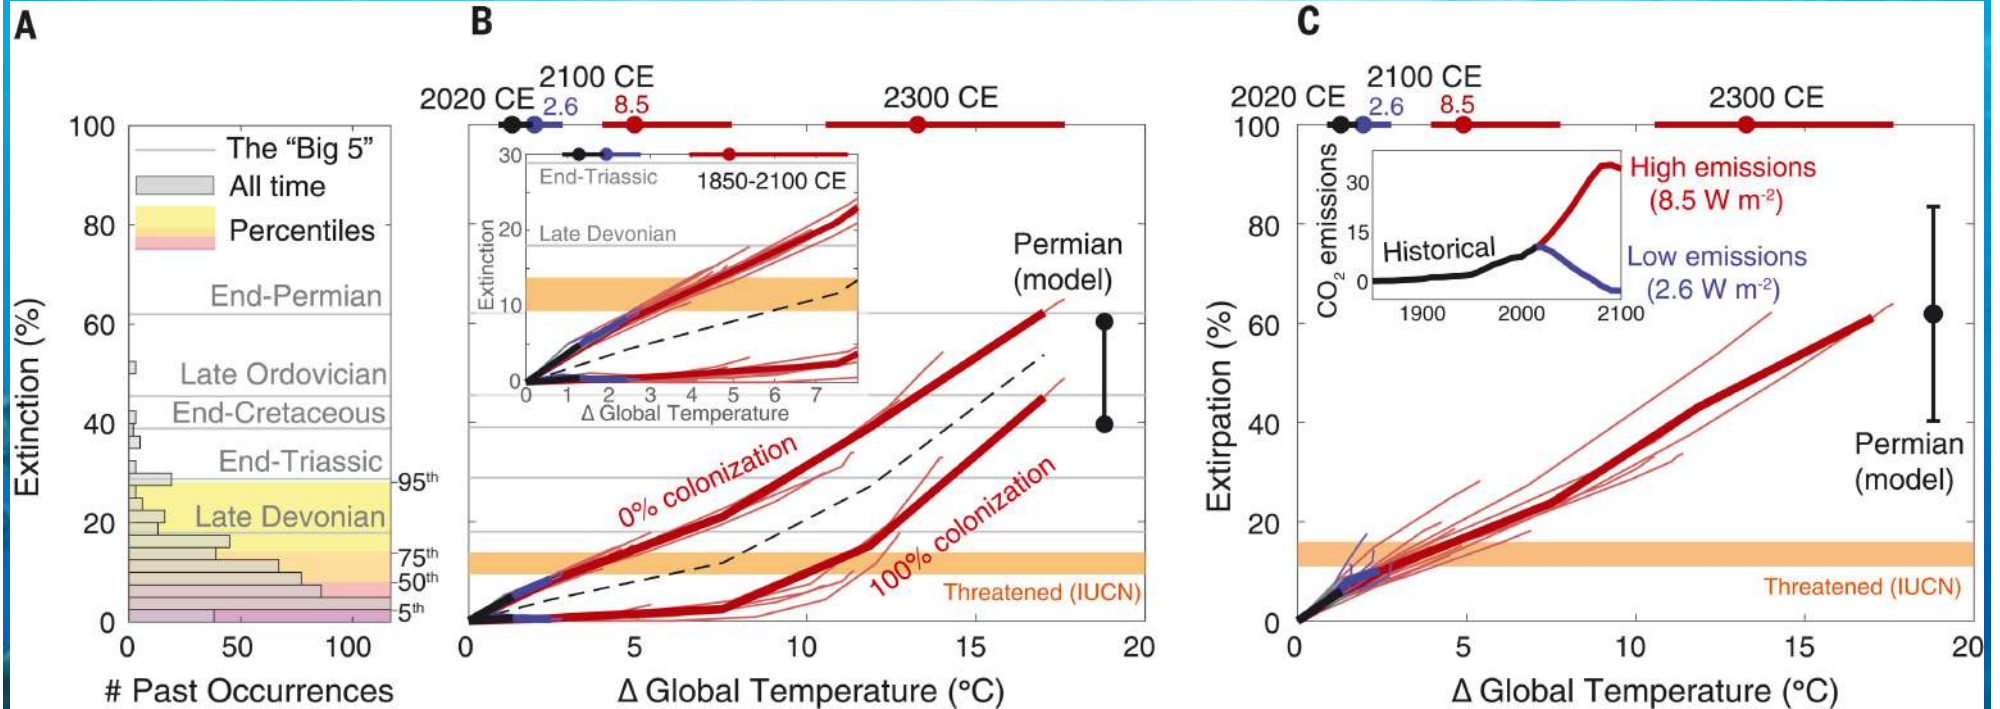 A
100
80
60
40
20
0
Extinction (%)
The “Big 5”
All time
Percentiles
End-Permian
Late Ordovician
End-Cretaceous
End-Triassic
Late Devonian
95th
75th
50th
5th
0
50
100
# Past Occurrences
B
2020 CE
2100 CE
2.6
8.5
2300 CE
30
20
10
0
Extinction
End-Triassic
1850-2100 CE
Late Devonian
0
1
2
3
4
5
6
7
Δ Global Temperature
Permian
(model)
0% colonization
100% colonization
Threatened (IUCN)
0
5
10
15
20
Δ Global Temperature (°C)
C
2020 CE
2100 CE
2.6
8.5
2300 CE
100
80
60
40
20
0
Extirpation (%)
CO2 emissions
30
15
0
Historical
1900
2000
2100
High emissions
(8.5 W m-2)
Low emissions
(2.6 W m-2)
Permian
(model)
Threatened (IUCN)
0
5
10
15
20
Δ Global Temperature (°C)